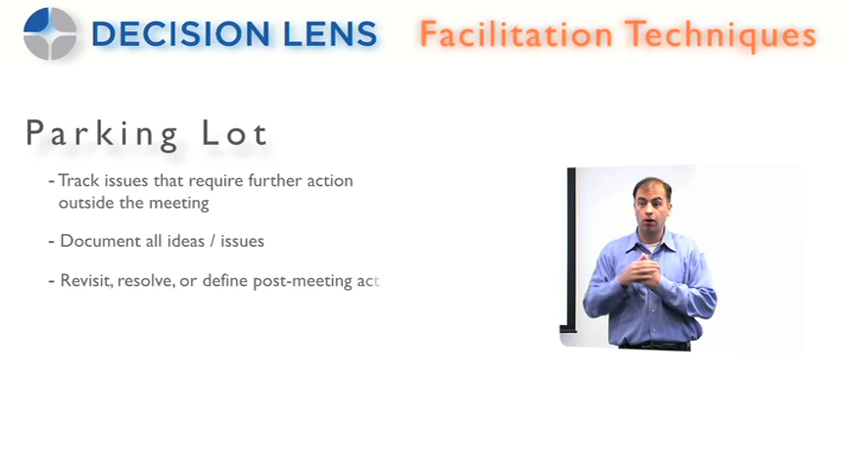 DECISION LENS Facilitation Techniques
Parking Lot
- Track issues that require further action
outside the meeting
- Document all ideas / issues
- Revisit, resolve, or define post-meeting act